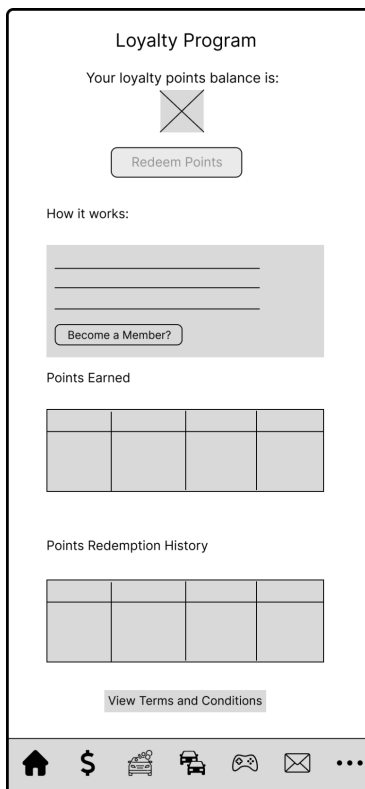 Loyalty Program
Your loyalty points balance is:
Redeem Points
How it works:
Become a Member?
Points Earned
Points Redemption History
View Terms and Conditions